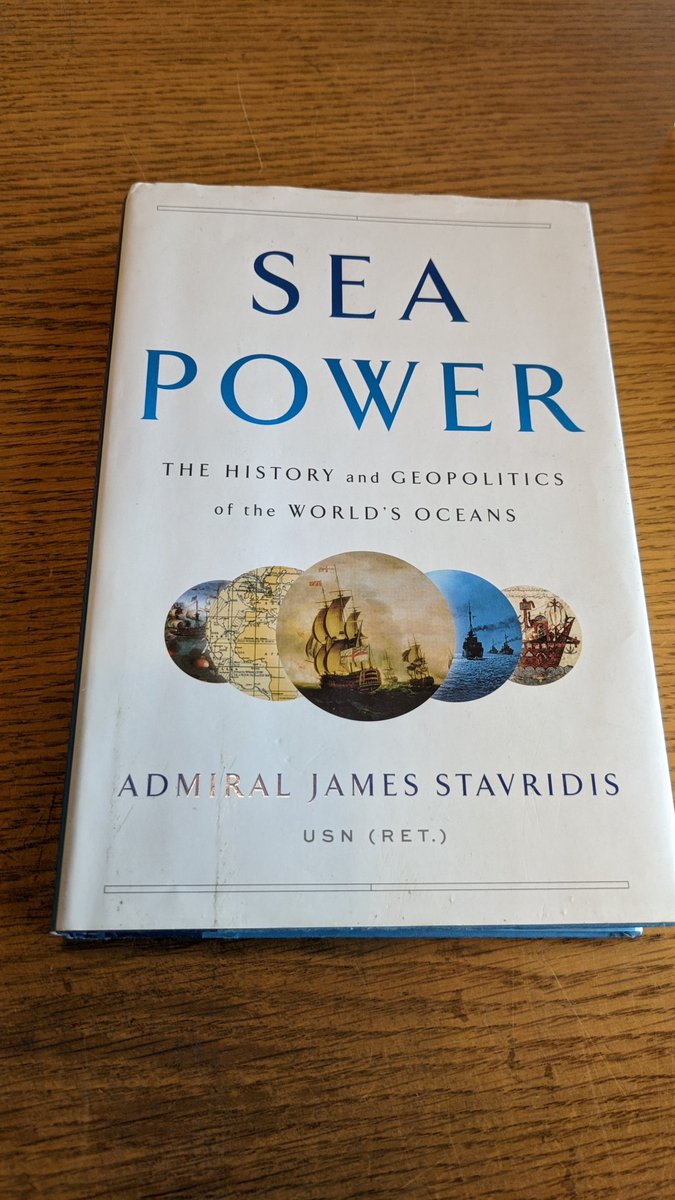 SEA
POWER
THE HISTORY and GEOPOLITICS
of the WORLD'S OCEANS
ADMIRAL JAMES STAVRIDIS
USN (RET.)